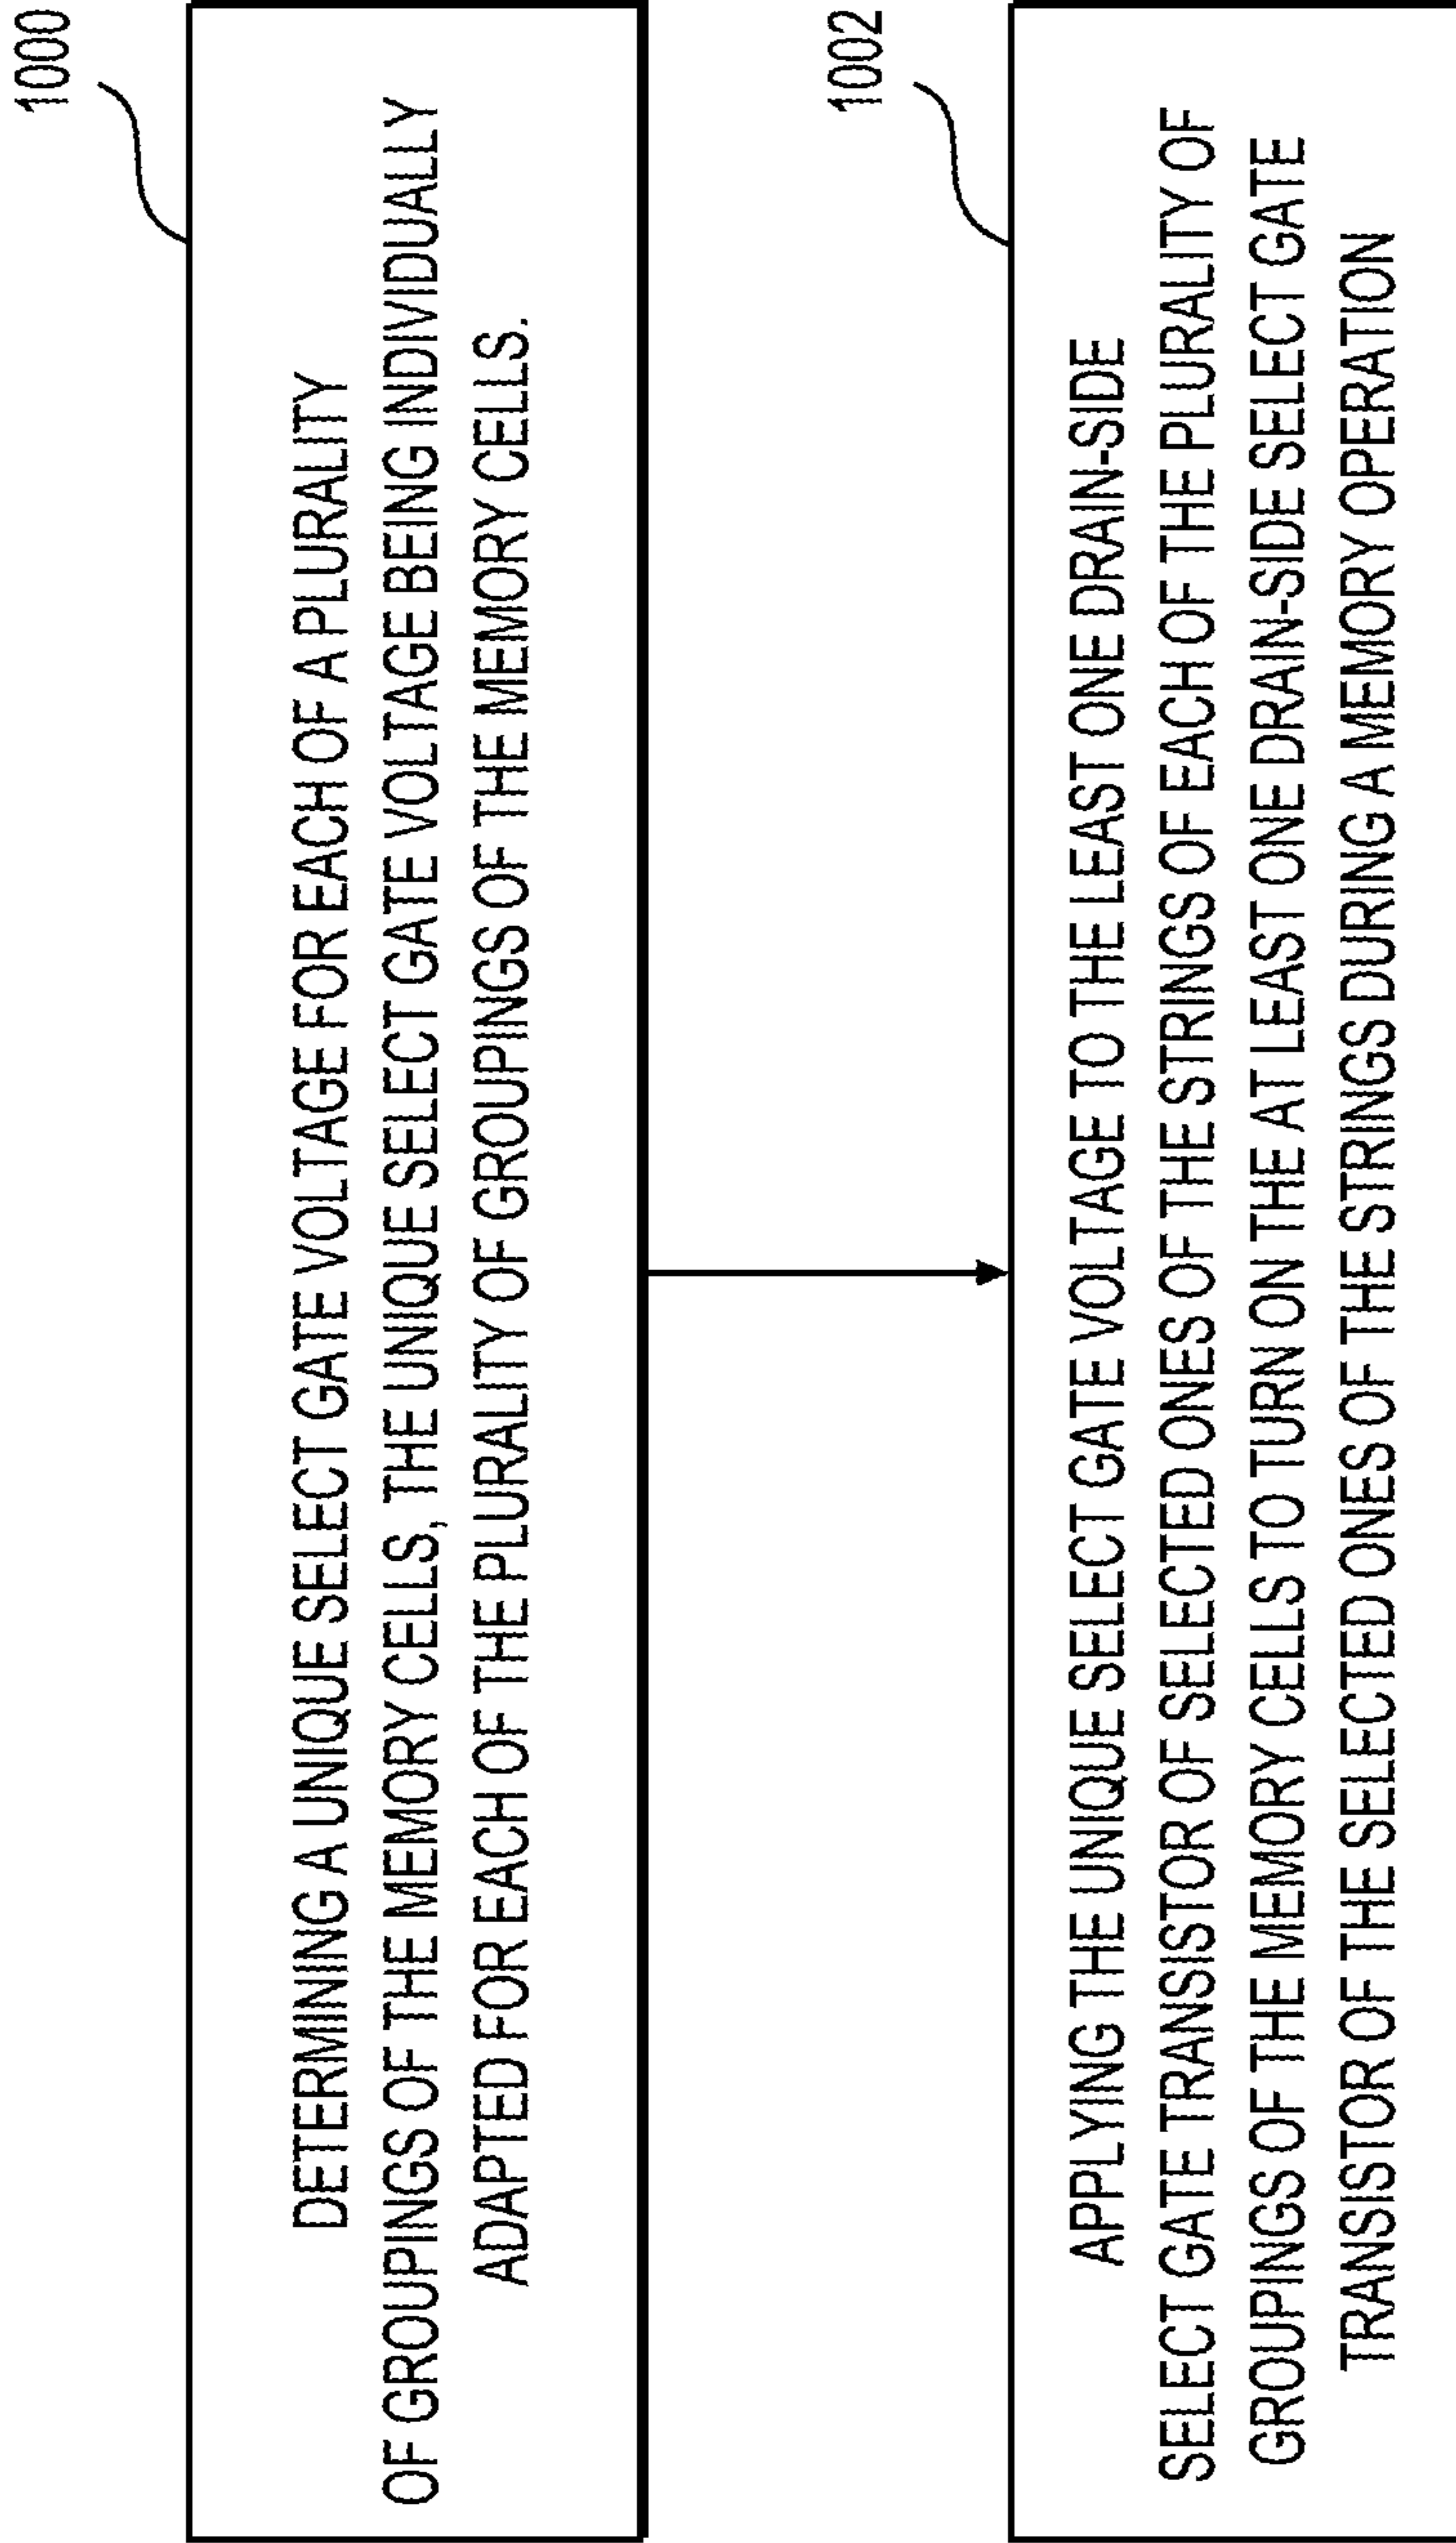 1000
DETERMINING A UNIQUE SELECT GATE VOLTAGE FOR EACH OF A PLURALITY
OF GROUPINGS OF THE MEMORY CELLS, THE UNIQUE SELECT GATE VOLTAGE BEING INDIVIDUALLY
ADAPTED FOR EACH OF THE PLURALITY OF GROUPINGS OF THE MEMORY CELLS.
1002
APPLYING THE UNIQUE SELECT GATE VOLTAGE TO THE LEAST ONE DRAIN-SIDE
SELECT GATE TRANSISTOR OF SELECTED ONES OF THE STRINGS OF EACH OF THE PLURALITY OF
GROUPINGS OF THE MEMORY CELLS TO TURN ON THE AT LEAST ONE DRAIN-SIDE SELECT GATE
TRANSISTOR OF THE SELECTED ONES OF THE STRINGS DURING A MEMORY OPERATION